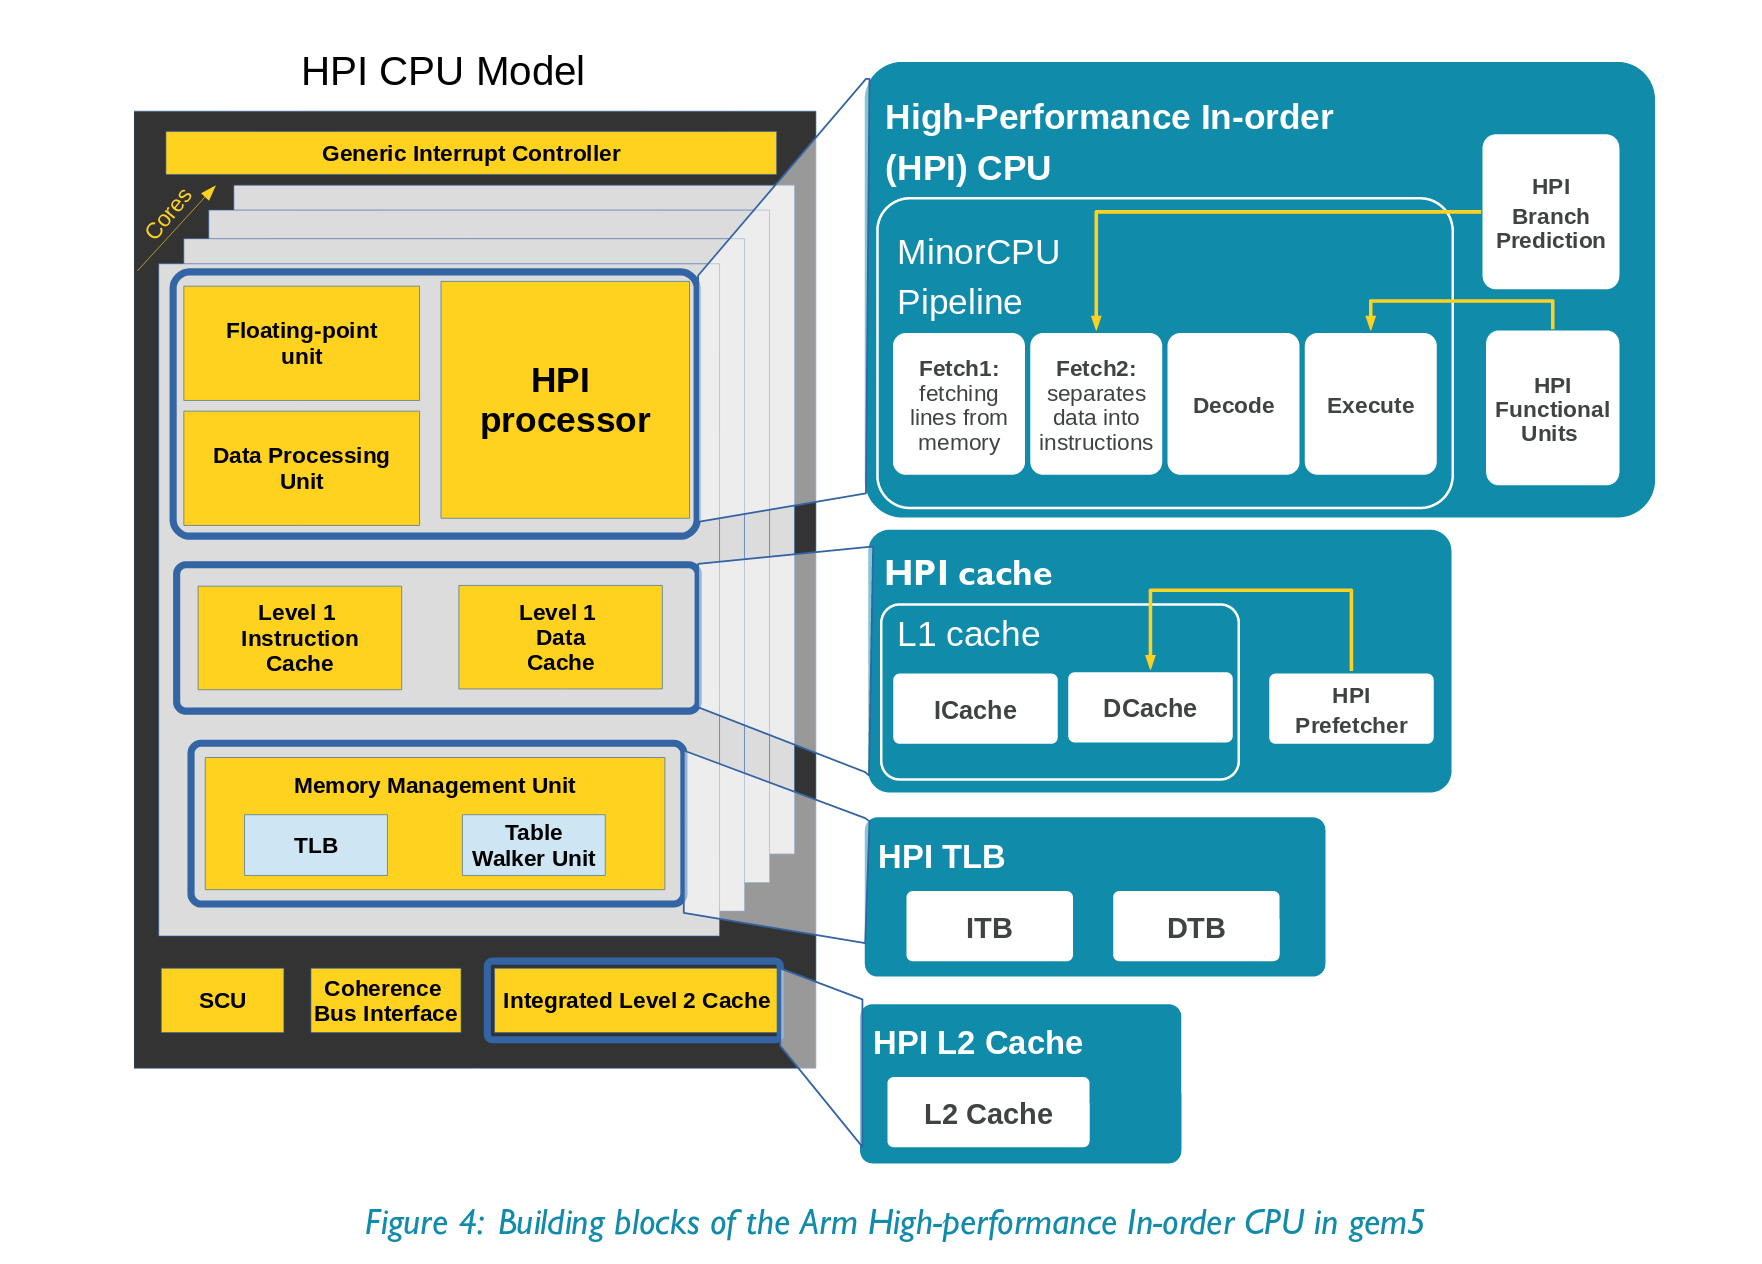 HPI CPU Model
Generic Interrupt Controller
Cores
Floating-point
unit
Data Processing
Unit
HPI
processor
Level 1
Instruction
Cache
Level 1
Data
Cache
Memory Management Unit
TLB
Table
Walker Unit
SCU
Coherence
Bus Interface
Integrated Level 2 Cache
High-Performance In-order
(HPI) CPU
HPI
Branch
Prediction
MinorCPU
Pipeline
Fetch1:
fetching
lines from
memory
Fetch2:
separates
data into
instructions
Decode
Execute
HPI
Functional
Units
HPI cache
L1 cache
ICache
DCache
HPI
Prefetcher
HPI TLB
ITB
DTB
HPI L2 Cache
L2 Cache
Figure 4: Building blocks of the Arm High-performance In-order CPU in gem5